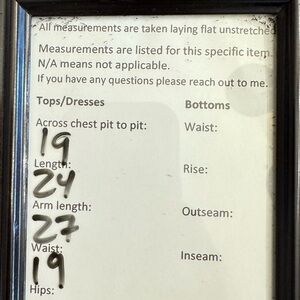 All measurements are taken laying flat unstretched
Measurements are listed for this specific item.
N/A means not applicable.
If you have any questions please reach out to me.
Tops/Dresses
Across chest pit to pit:
19
Length:
24
Arm length:
27
Waist:
19
Hips:
Bottoms
Waist:
Rise:
Outseam:
Inseam: